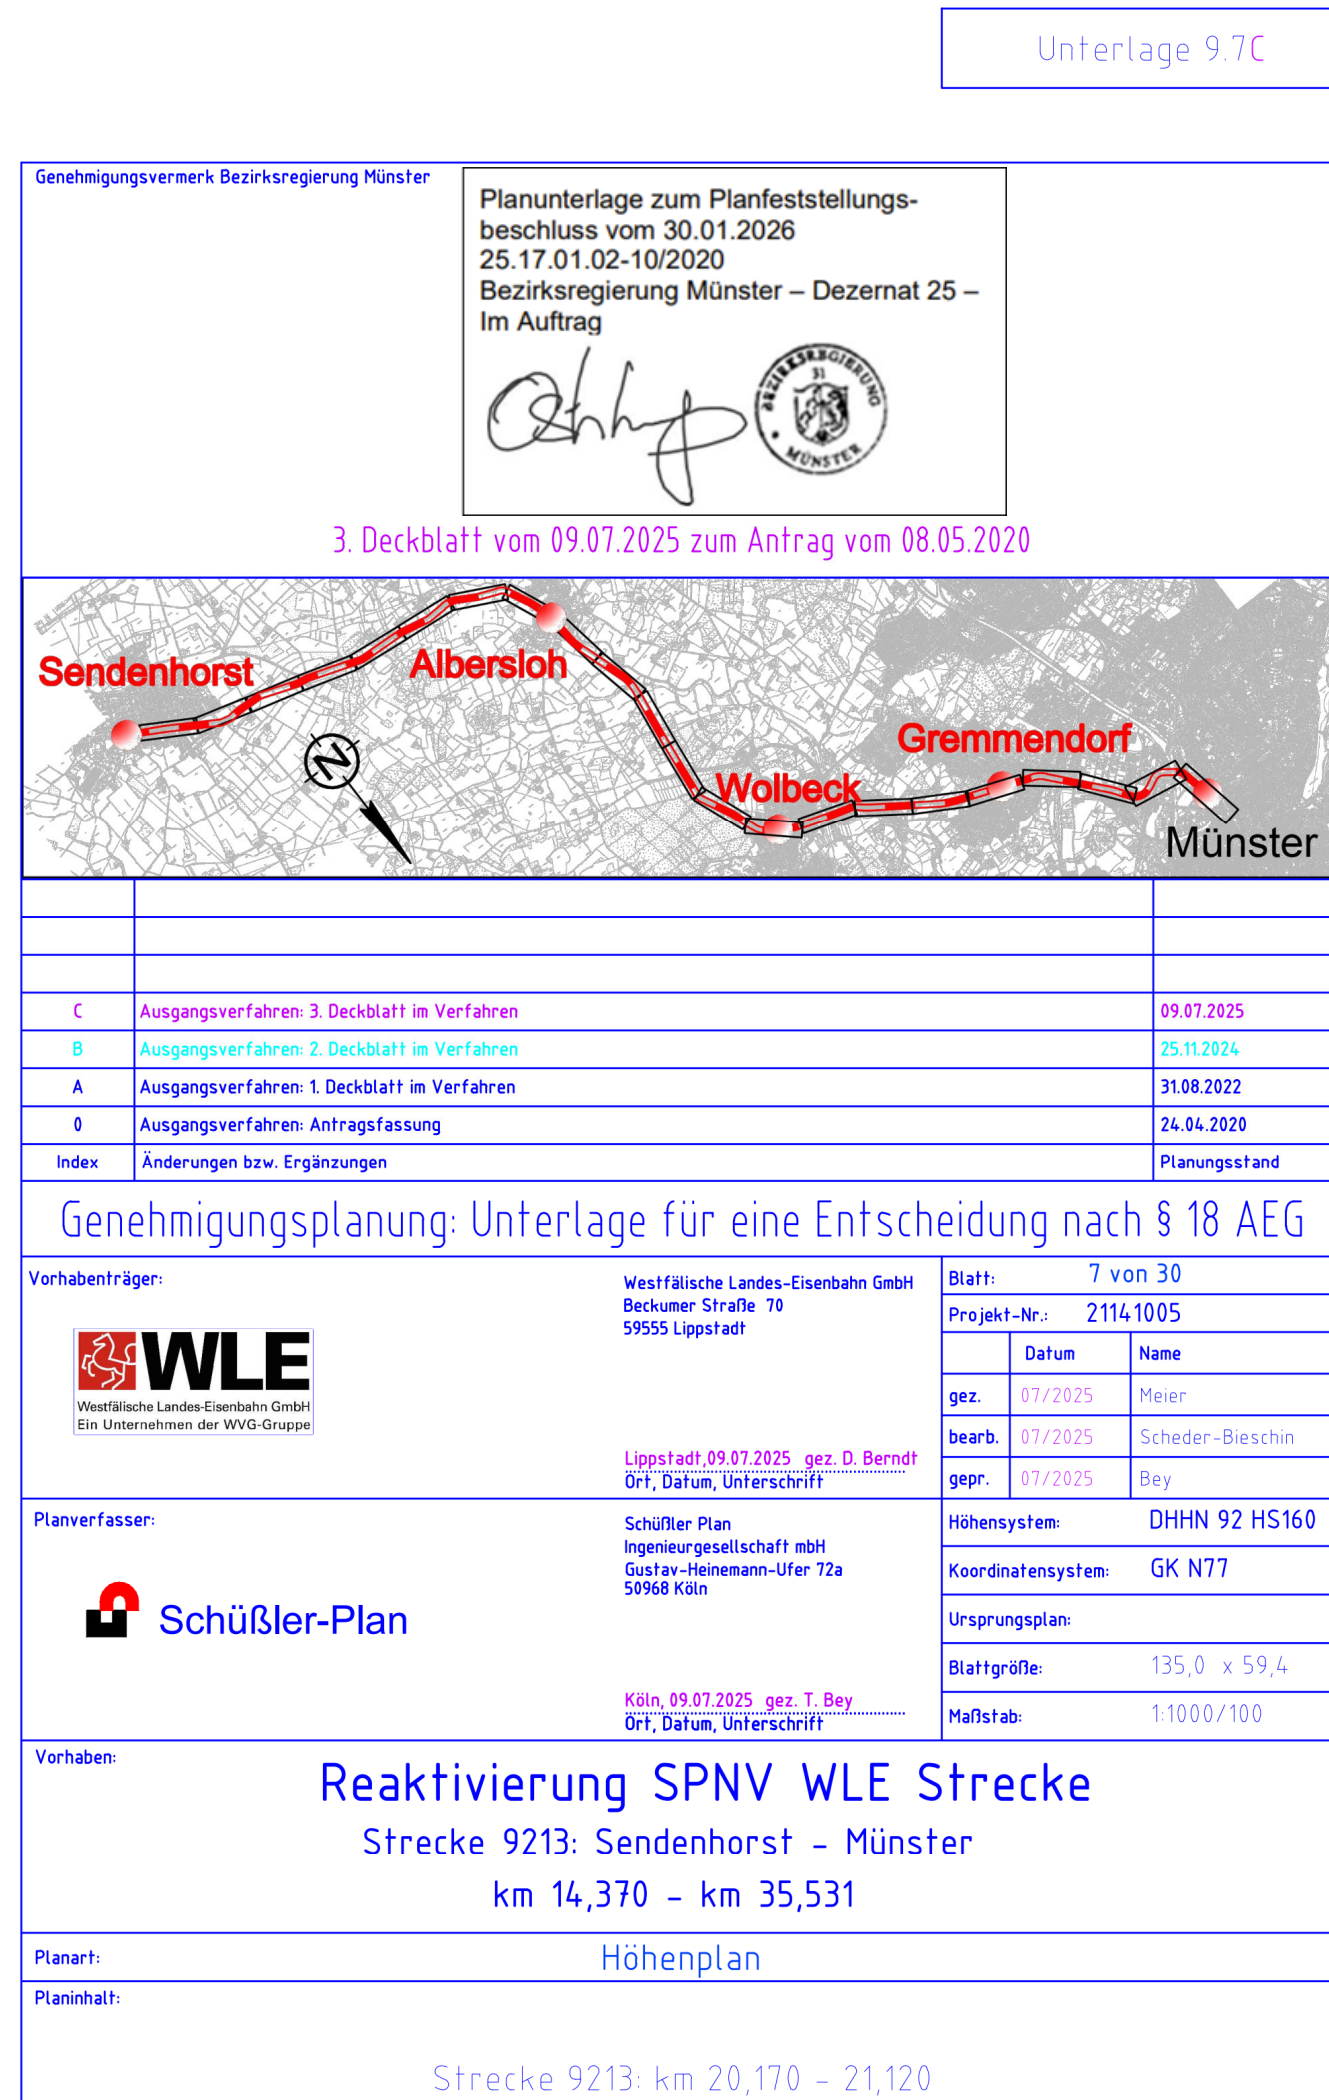 Unterlage 9.7C
Genehmigungsvermerk Bezirksregierung Münster
Planunterlage zum Planfeststellungs-
beschluss vom 30.01.2026
25.17.01.02-10/2020
Bezirksregierung Münster – Dezernat 25 –
Im Auftrag
BEZIRKSREGIERUNG
31
MÜNSTER
3. Deckblatt vom 09.07.2025 zum Antrag vom 08.05.2020
Sendenhorst
Albersloh
Gremmendorf
Wolbeck
Münster
N
C Ausgangsverfahren: 3. Deckblatt im Verfahren 09.07.2025
B Ausgangsverfahren: 2. Deckblatt im Verfahren 25.11.2024
A Ausgangsverfahren: 1. Deckblatt im Verfahren 31.08.2022
0 Ausgangsverfahren: Antragsfassung 24.04.2020
Index Änderungen bzw. Ergänzungen Planungsstand
Genehmigungsplanung: Unterlage für eine Entscheidung nach § 18 AEG
Vorhabenträger:
WLE
Westfälische Landes-Eisenbahn GmbH
Ein Unternehmen der WVG-Gruppe
Westfälische Landes-Eisenbahn GmbH
Beckumer Straße 70
59555 Lippstadt
Lippstadt,09.07.2025 gez. D. Berndt
Ort, Datum, Unterschrift
Blatt: 7 von 30
Projekt-Nr.: 21141005
Datum Name
gez. 07/2025 Meier
bearb. 07/2025 Scheder-Bieschin
gepr. 07/2025 Bey
Planverfasser:
Schüßler-Plan
Schüßler Plan
Ingenieurgesellschaft mbH
Gustav-Heinemann-Ufer 72a
50968 Köln
Köln, 09.07.2025 gez. T. Bey
Ort, Datum, Unterschrift
Höhensystem: DHHN 92 HS160
Koordinatensystem: GK N77
Ursprungsplan:
Blattgröße: 135,0 x 59,4
Maßstab: 1:1000/100
Vorhaben:
Reaktivierung SPNV WLE Strecke
Strecke 9213: Sendenhorst - Münster
km 14,370 - km 35,531
Planart: Höhenplan
Planinhalt:
Strecke 9213: km 20,170 - 21,120